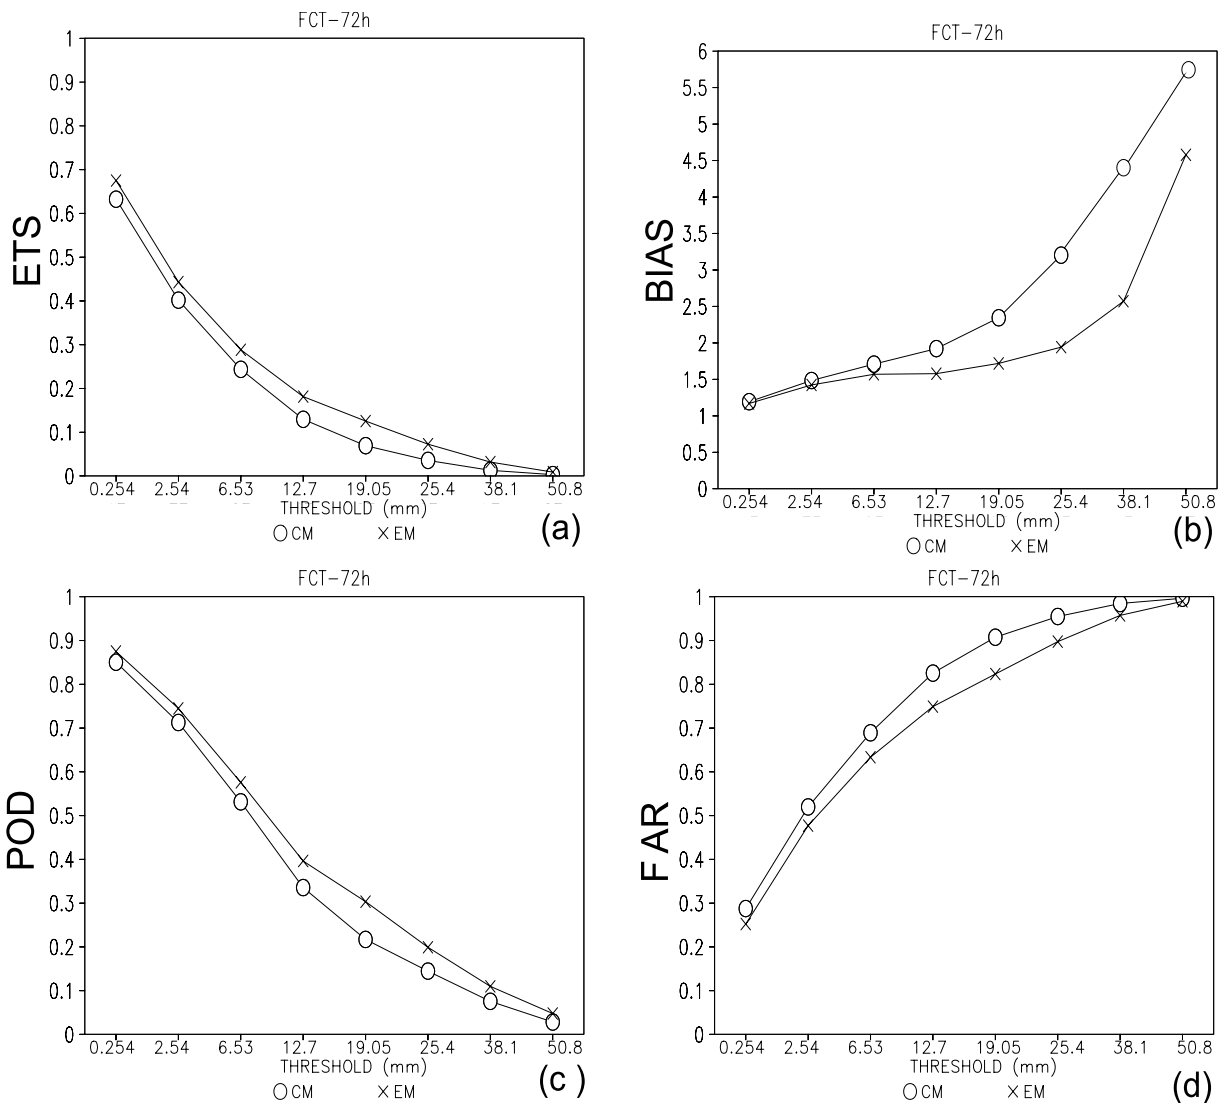 FCT-72h
1
0.9
0.8
0.7
0.6
0.5
0.4
0.3
0.2
0.1
0
ETS
0.254 2.54 6.53 12.7 19.05 25.4 38.1 50.8
THRESHOLD (mm)
CM EM
(a)
FCT-72h
6
5.5
5
4.5
4
3.5
3
2.5
2
1.5
1
0.5
0
BIAS
0.254 2.54 6.53 12.7 19.05 25.4 38.1 50.8
THRESHOLD (mm)
CM EM
(b)
FCT-72h
1
0.9
0.8
0.7
0.6
0.5
0.4
0.3
0.2
0.1
0
POD
0.254 2.54 6.53 12.7 19.05 25.4 38.1 50.8
THRESHOLD (mm)
CM EM
(c )
FCT-72h
1
0.9
0.8
0.7
0.6
0.5
0.4
0.3
0.2
0.1
0
F AR
0.254 2.54 6.53 12.7 19.05 25.4 38.1 50.8
THRESHOLD (mm)
CM EM
(d)